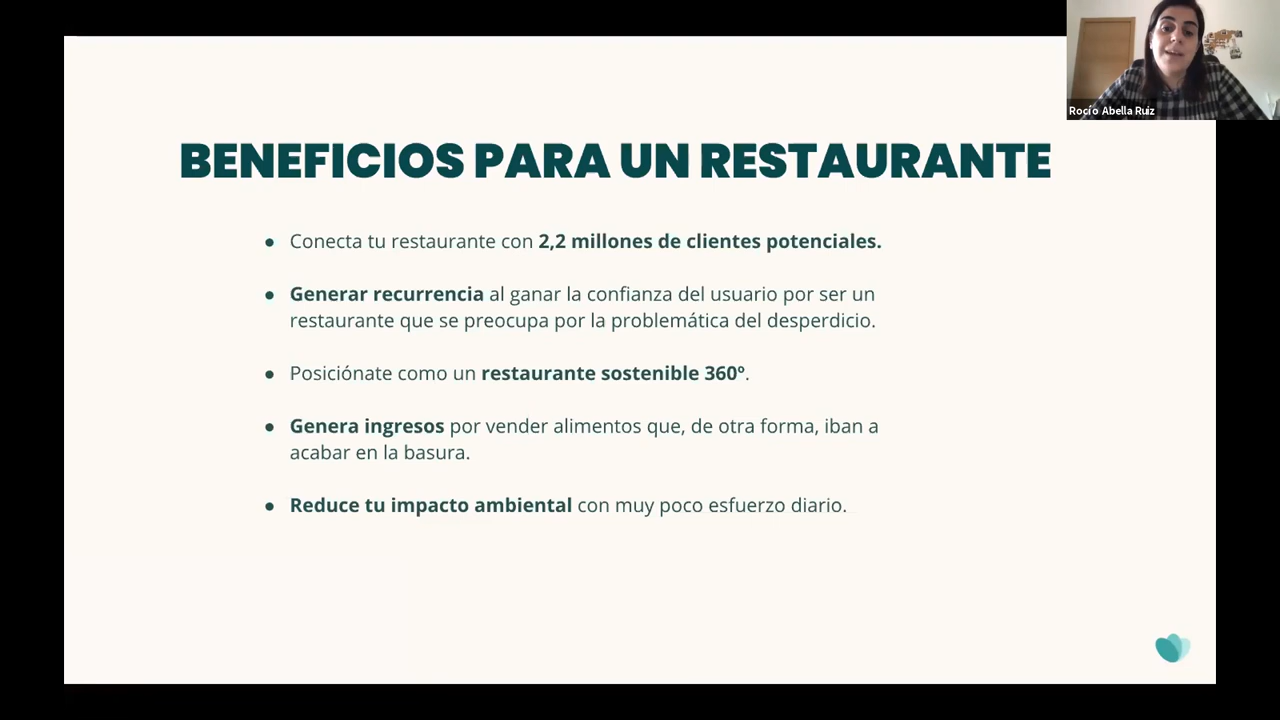 Rocío Abella Ruiz
BENEFICIOS PARA UN RESTAURANTE
● Conecta tu restaurante con 2,2 millones de clientes potenciales.
● Generar recurrencia al ganar la confianza del usuario por ser un
restaurante que se preocupa por la problemática del desperdicio.
● Posiciónate como un restaurante sostenible 360º.
● Genera ingresos por vender alimentos que, de otra forma, iban a
acabar en la basura.
● Reduce tu impacto ambiental con muy poco esfuerzo diario.